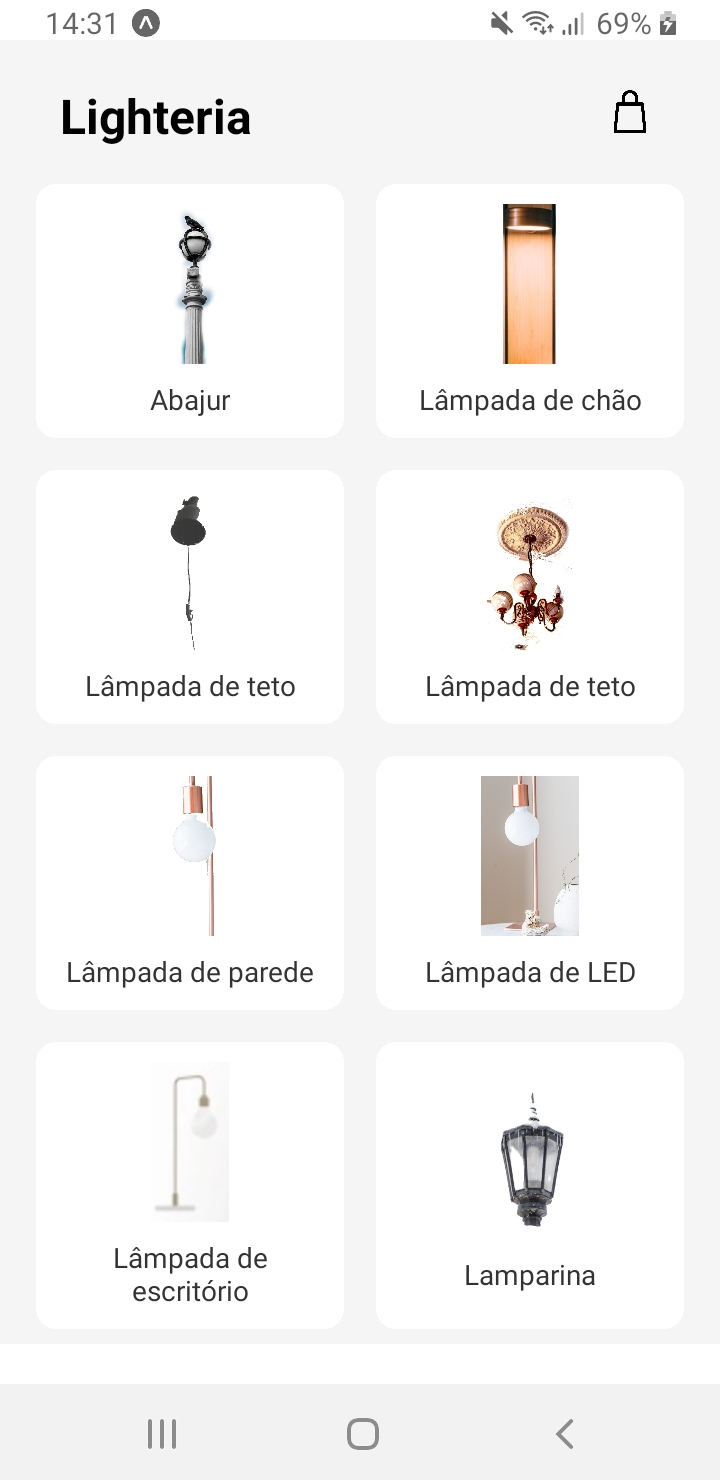 14:31
69%
Lighteria
Abajur
Lâmpada de chão
Lâmpada de teto
Lâmpada de teto
Lâmpada de parede
Lâmpada de LED
Lâmpada de
escritório
Lamparina